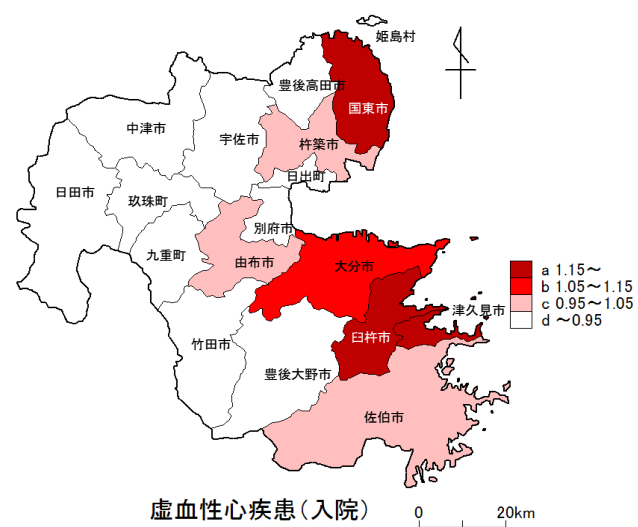 姫島村
豊後高田市
国東市
中津市
宇佐市
杵築市
日出町
日田市
玖珠町
別府市
九重町
由布市
大分市
a 1.15～
b 1.05～1.15
c 0.95～1.05
d ～0.95
津久見市
臼杵市
竹田市
豊後大野市
佐伯市
虚血性心疾患(入院)
0 20km